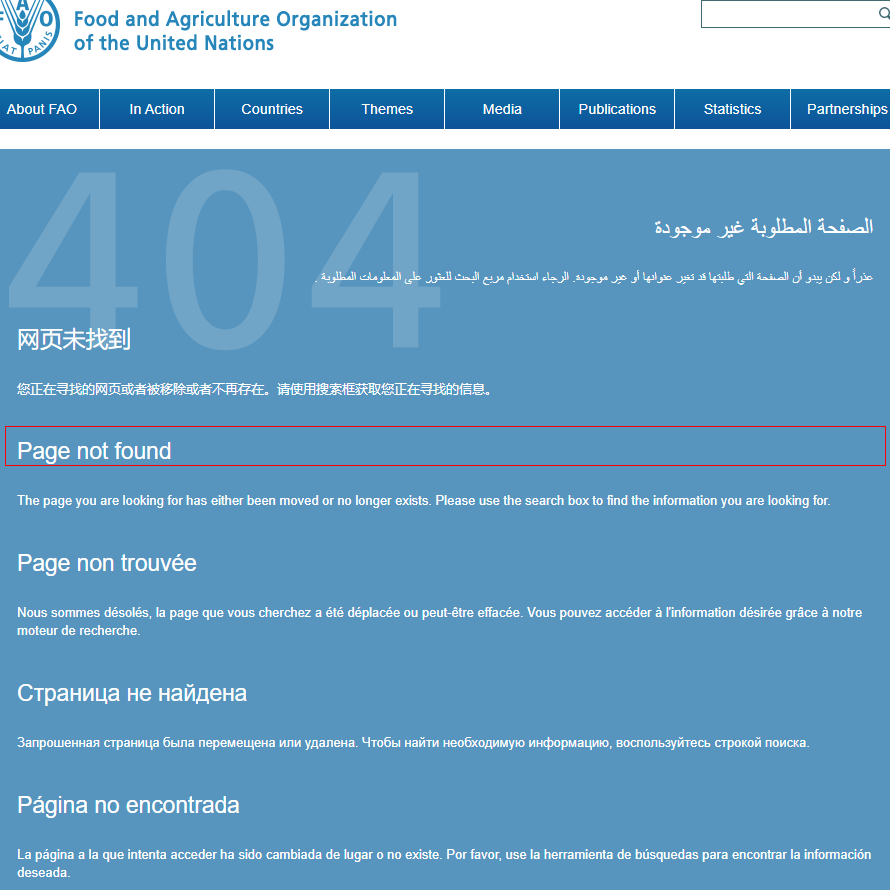 F A O
FIAT PANIS
Food and Agriculture Organization
of the United Nations
About FAO
In Action
Countries
Themes
Media
Publications
Statistics
Partnerships
404
الصفحة المطلوبة غير موجودة
عذراً و لكن يبدو أن الصفحة التي طلبتها قد تغير عنوانها أو غير موجودة. الرجاء استخدام مربع البحث للعثور على المعلومات المطلوبة .
网页未找到
您正在寻找的网页或者被移除或者不再存在。请使用搜索框获取您正在寻找的信息。
Page not found
The page you are looking for has either been moved or no longer exists. Please use the search box to find the information you are looking for.
Page non trouvée
Nous sommes désolés, la page que vous cherchez a été déplacée ou peut-être effacée. Vous pouvez accéder à l'information désirée grâce à notre
moteur de recherche.
Страница не найдена
Запрошенная страница была перемещена или удалена. Чтобы найти необходимую информацию, воспользуйтесь строкой поиска.
Página no encontrada
La página a la que intenta acceder ha sido cambiada de lugar o no existe. Por favor, use la herramienta de búsquedas para encontrar la información
deseada.